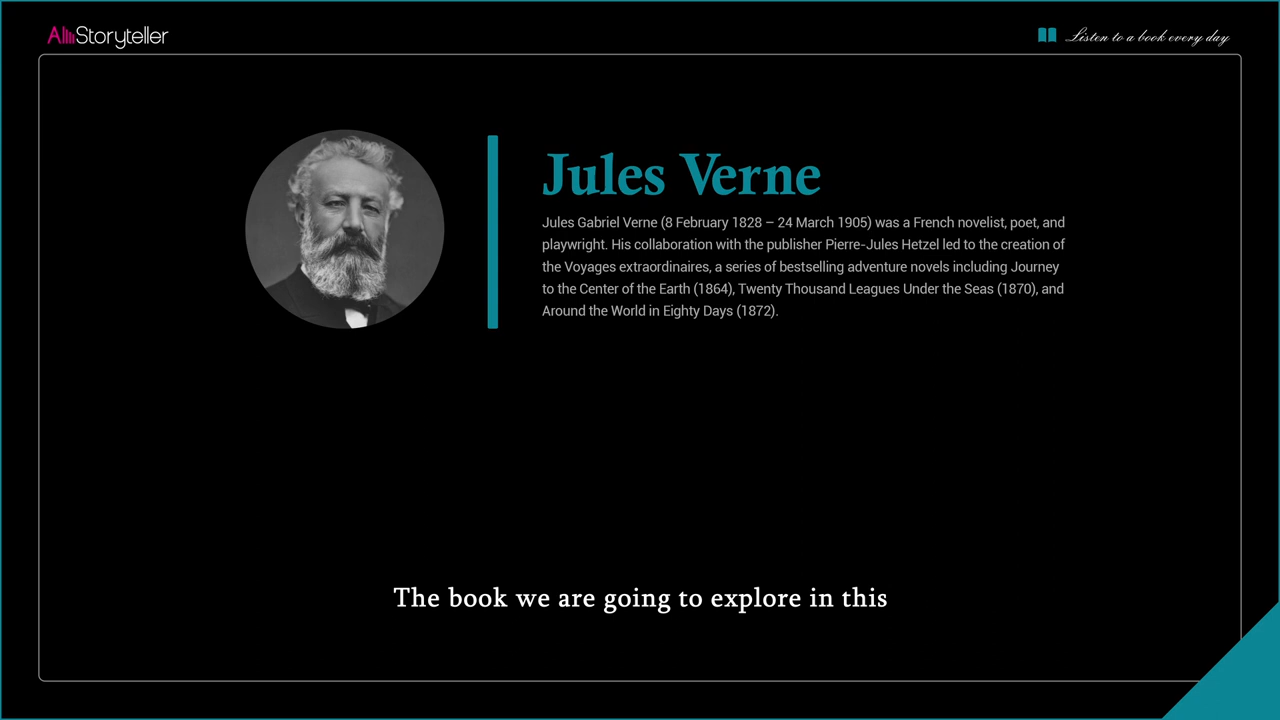 AllStoryteller
Listen to a book every day
Jules Verne
Jules Gabriel Verne (8 February 1828 – 24 March 1905) was a French novelist, poet, and
playwright. His collaboration with the publisher Pierre-Jules Hetzel led to the creation of
the Voyages extraordinaires, a series of bestselling adventure novels including Journey
to the Center of the Earth (1864), Twenty Thousand Leagues Under the Seas (1870), and
Around the World in Eighty Days (1872).
The book we are going to explore in this